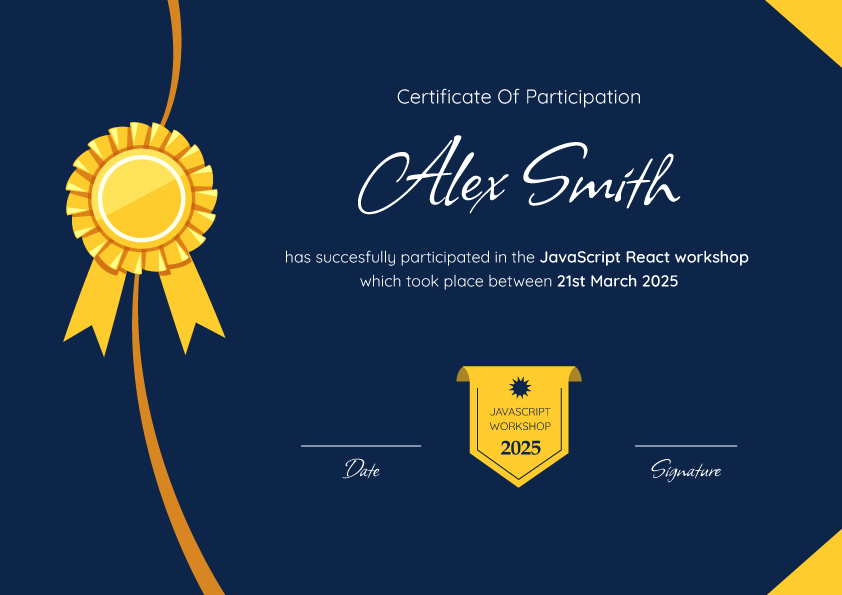 Certificate Of Participation
Alex Smith
has succesfully participated in the JavaScript React workshop
which took place between 21st March 2025
JAVASCRIPT
WORKSHOP
2025
Date
Signature